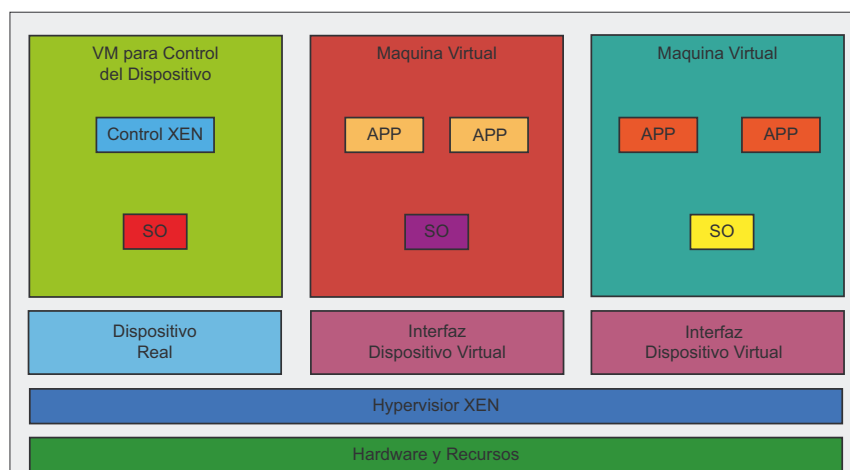 VM para Control
del Dispositivo
Control XEN
SO
Maquina Virtual
APP APP
SO
Maquina Virtual
APP APP
SO
Dispositivo
Real
Interfaz
Dispositivo Virtual
Interfaz
Dispositivo Virtual
Hypervisior XEN
Hardware y Recursos